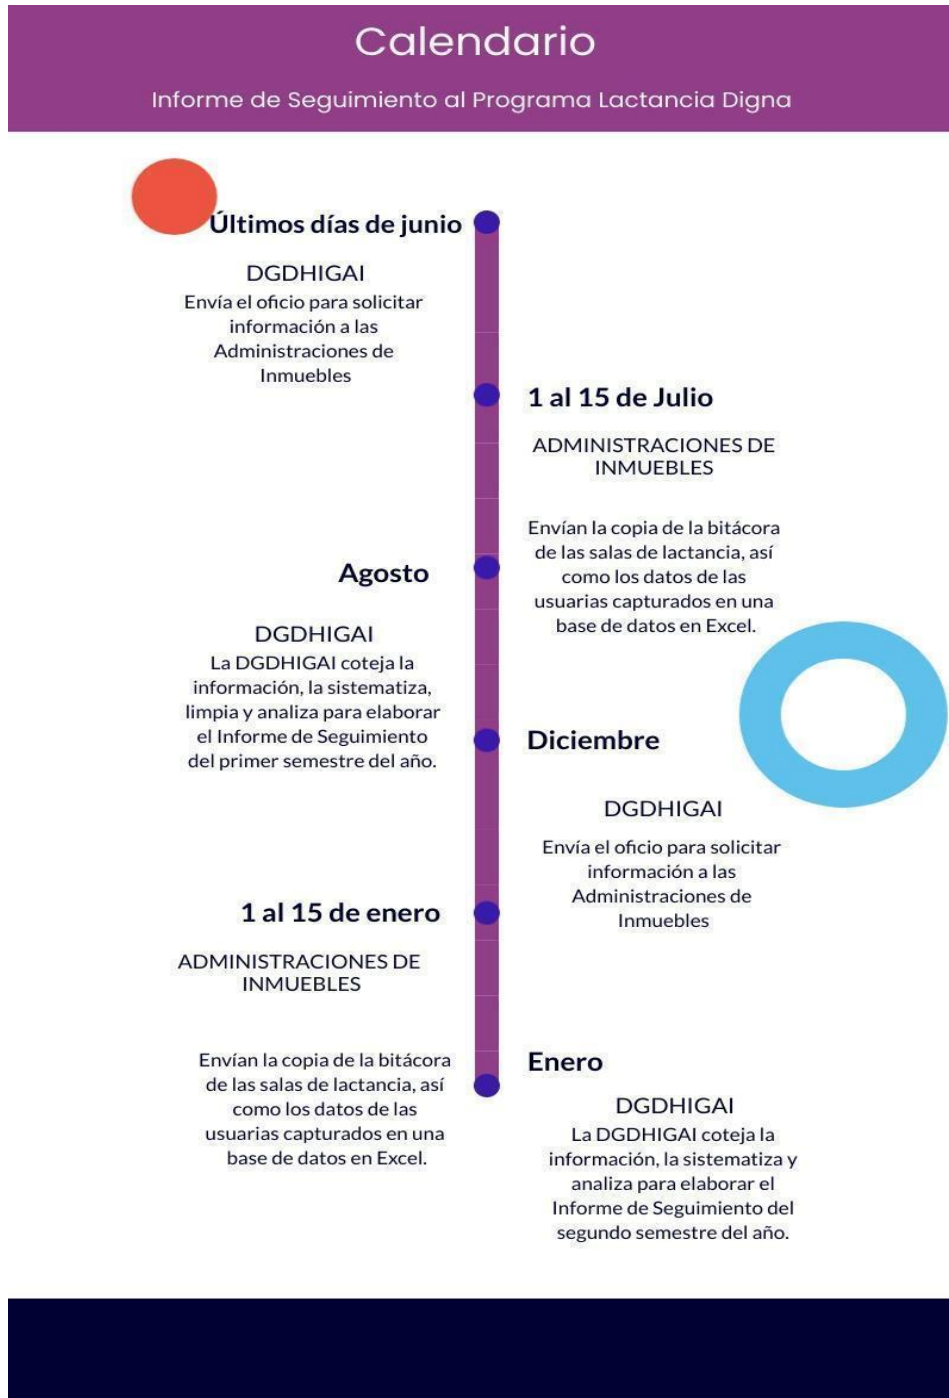 Calendario
Informe de Seguimiento al Programa Lactancia Digna
Últimos días de junio
DGDHIGAI
Envía el oficio para solicitar
información a las
Administraciones de
Inmuebles
1 al 15 de Julio
ADMINISTRACIONES DE
INMUEBLES
Envían la copia de la bitácora
de las salas de lactancia, así
como los datos de las
usuarias capturados en una
base de datos en Excel.
Agosto
DGDHIGAI
La DGDHIGAI coteja la
información, la sistematiza,
limpia y analiza para elaborar
el Informe de Seguimiento
del primer semestre del año.
Diciembre
DGDHIGAI
Envía el oficio para solicitar
información a las
Administraciones de
Inmuebles
1 al 15 de enero
ADMINISTRACIONES DE
INMUEBLES
Envían la copia de la bitácora
de las salas de lactancia, así
como los datos de las
usuarias capturados en una
base de datos en Excel.
Enero
DGDHIGAI
La DGDHIGAI coteja la
información, la sistematiza y
analiza para elaborar el
Informe de Seguimiento del
segundo semestre del año.